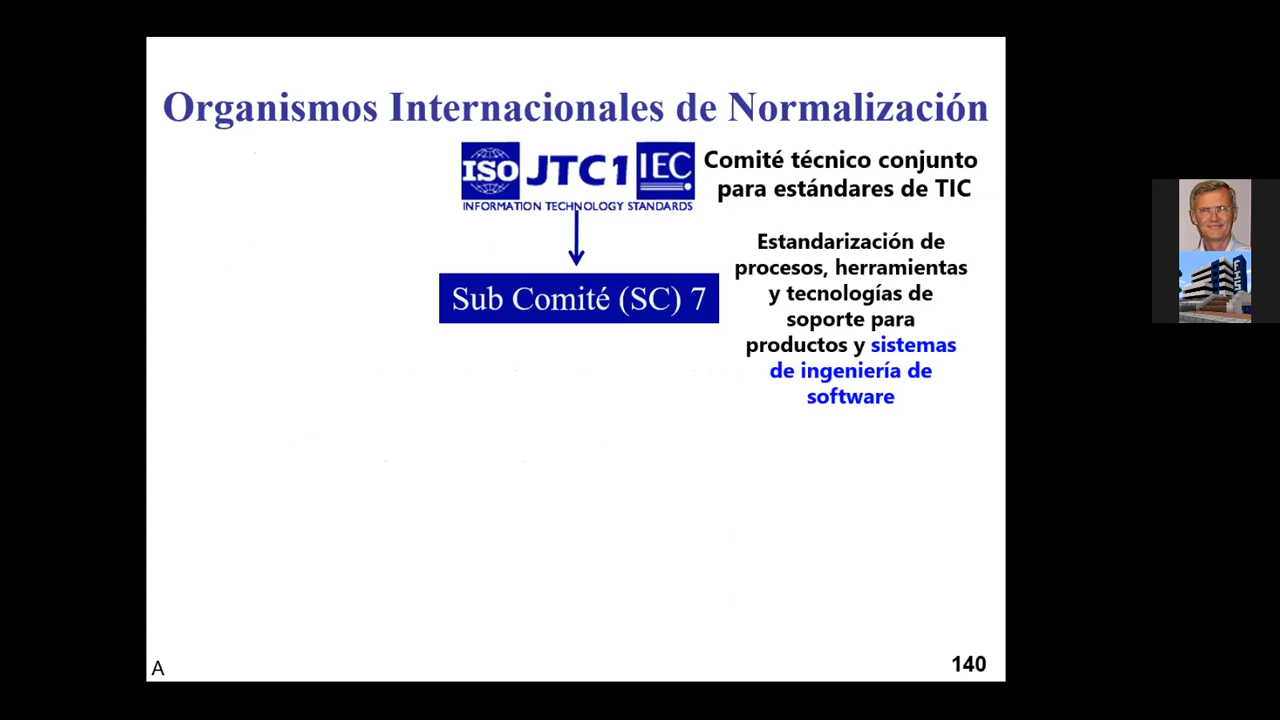 Organismos Internacionales de Normalización
ISO JTC1 IEC
INFORMATION TECHNOLOGY STANDARDS
Comité técnico conjunto
para estándares de TIC
Sub Comité (SC) 7
Estandarización de
procesos, herramientas
y tecnologías de
soporte para
productos y sistemas
de ingeniería de
software
A
140